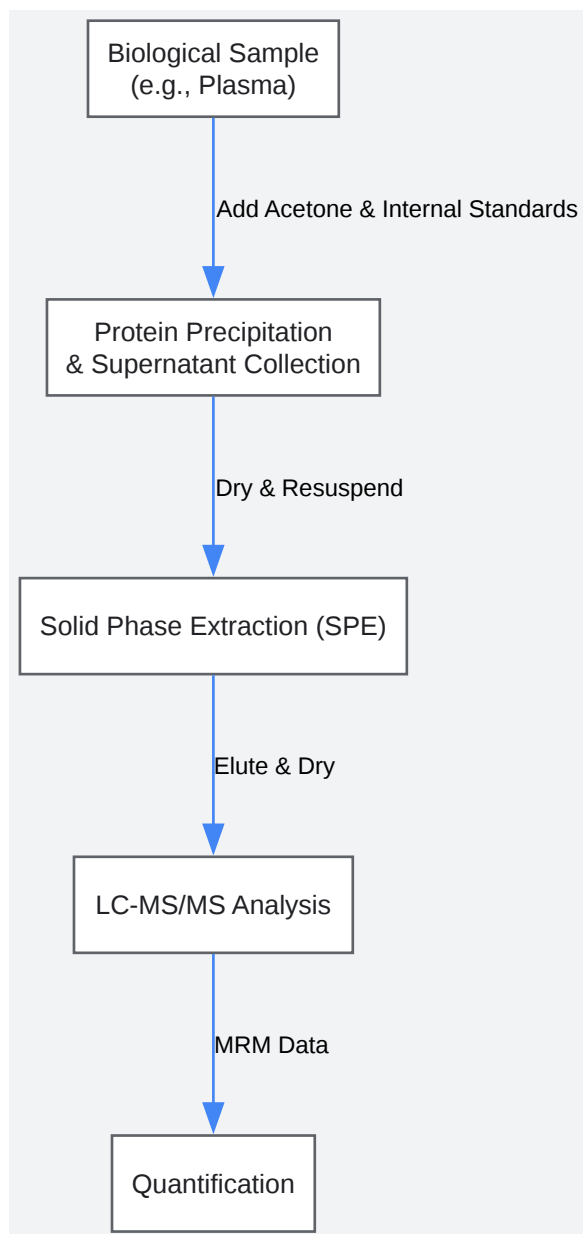 Biological Sample
(e.g., Plasma)
Add Acetone & Internal Standards
Protein Precipitation
& Supernatant Collection
Dry & Resuspend
Solid Phase Extraction (SPE)
Elute & Dry
LC-MS/MS Analysis
MRM Data
Quantification